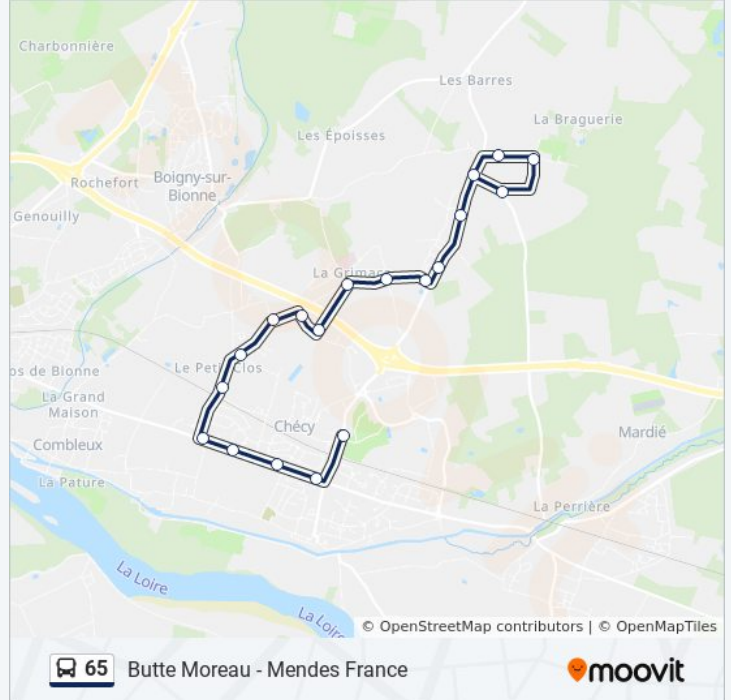 Charbonnière
Les Barres
La Braguerie
Les Époisses
Rochefort
Boigny-sur-
Bionne
Genouilly
La Grimar
os de Bionne
Le Petit Clos
La Grand
Maison
Chécy
Mardié
Combleux
La Pature
La Perrière
La Loire
La Loire
© OpenStreetMap contributors | © OpenMapTiles
65 Butte Moreau - Mendes France
moovit